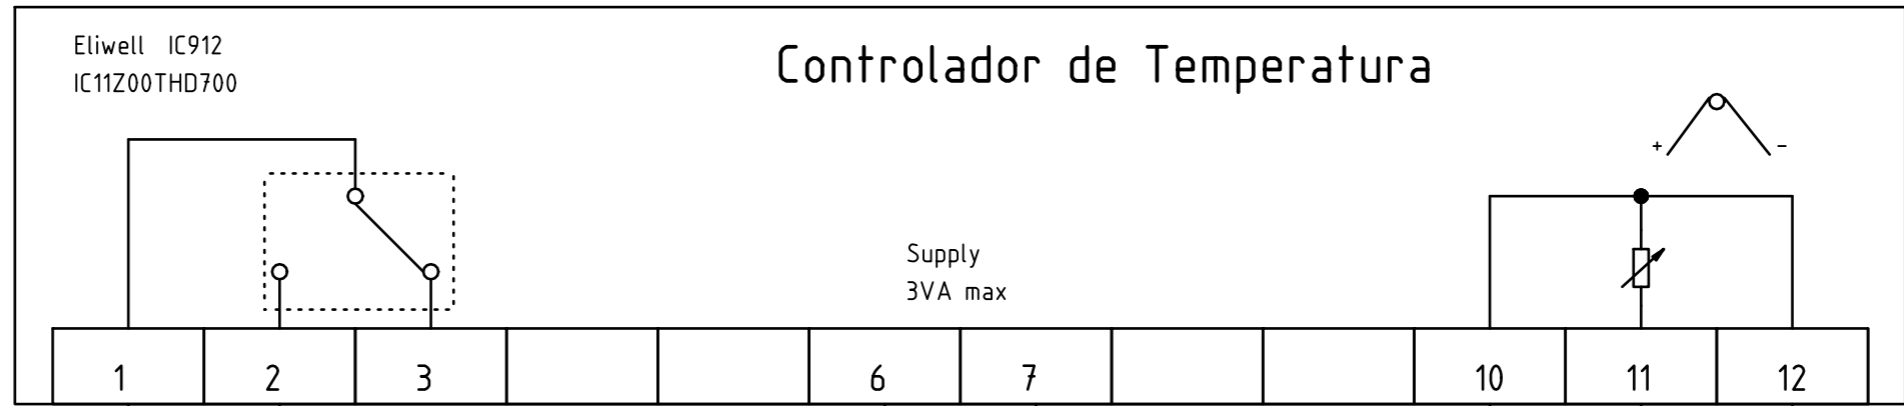 Eliwell IC912
IC11Z00THD700
Controlador de Temperatura
+ -
Supply
3VA max
1 2 3 6 7 10 11 12